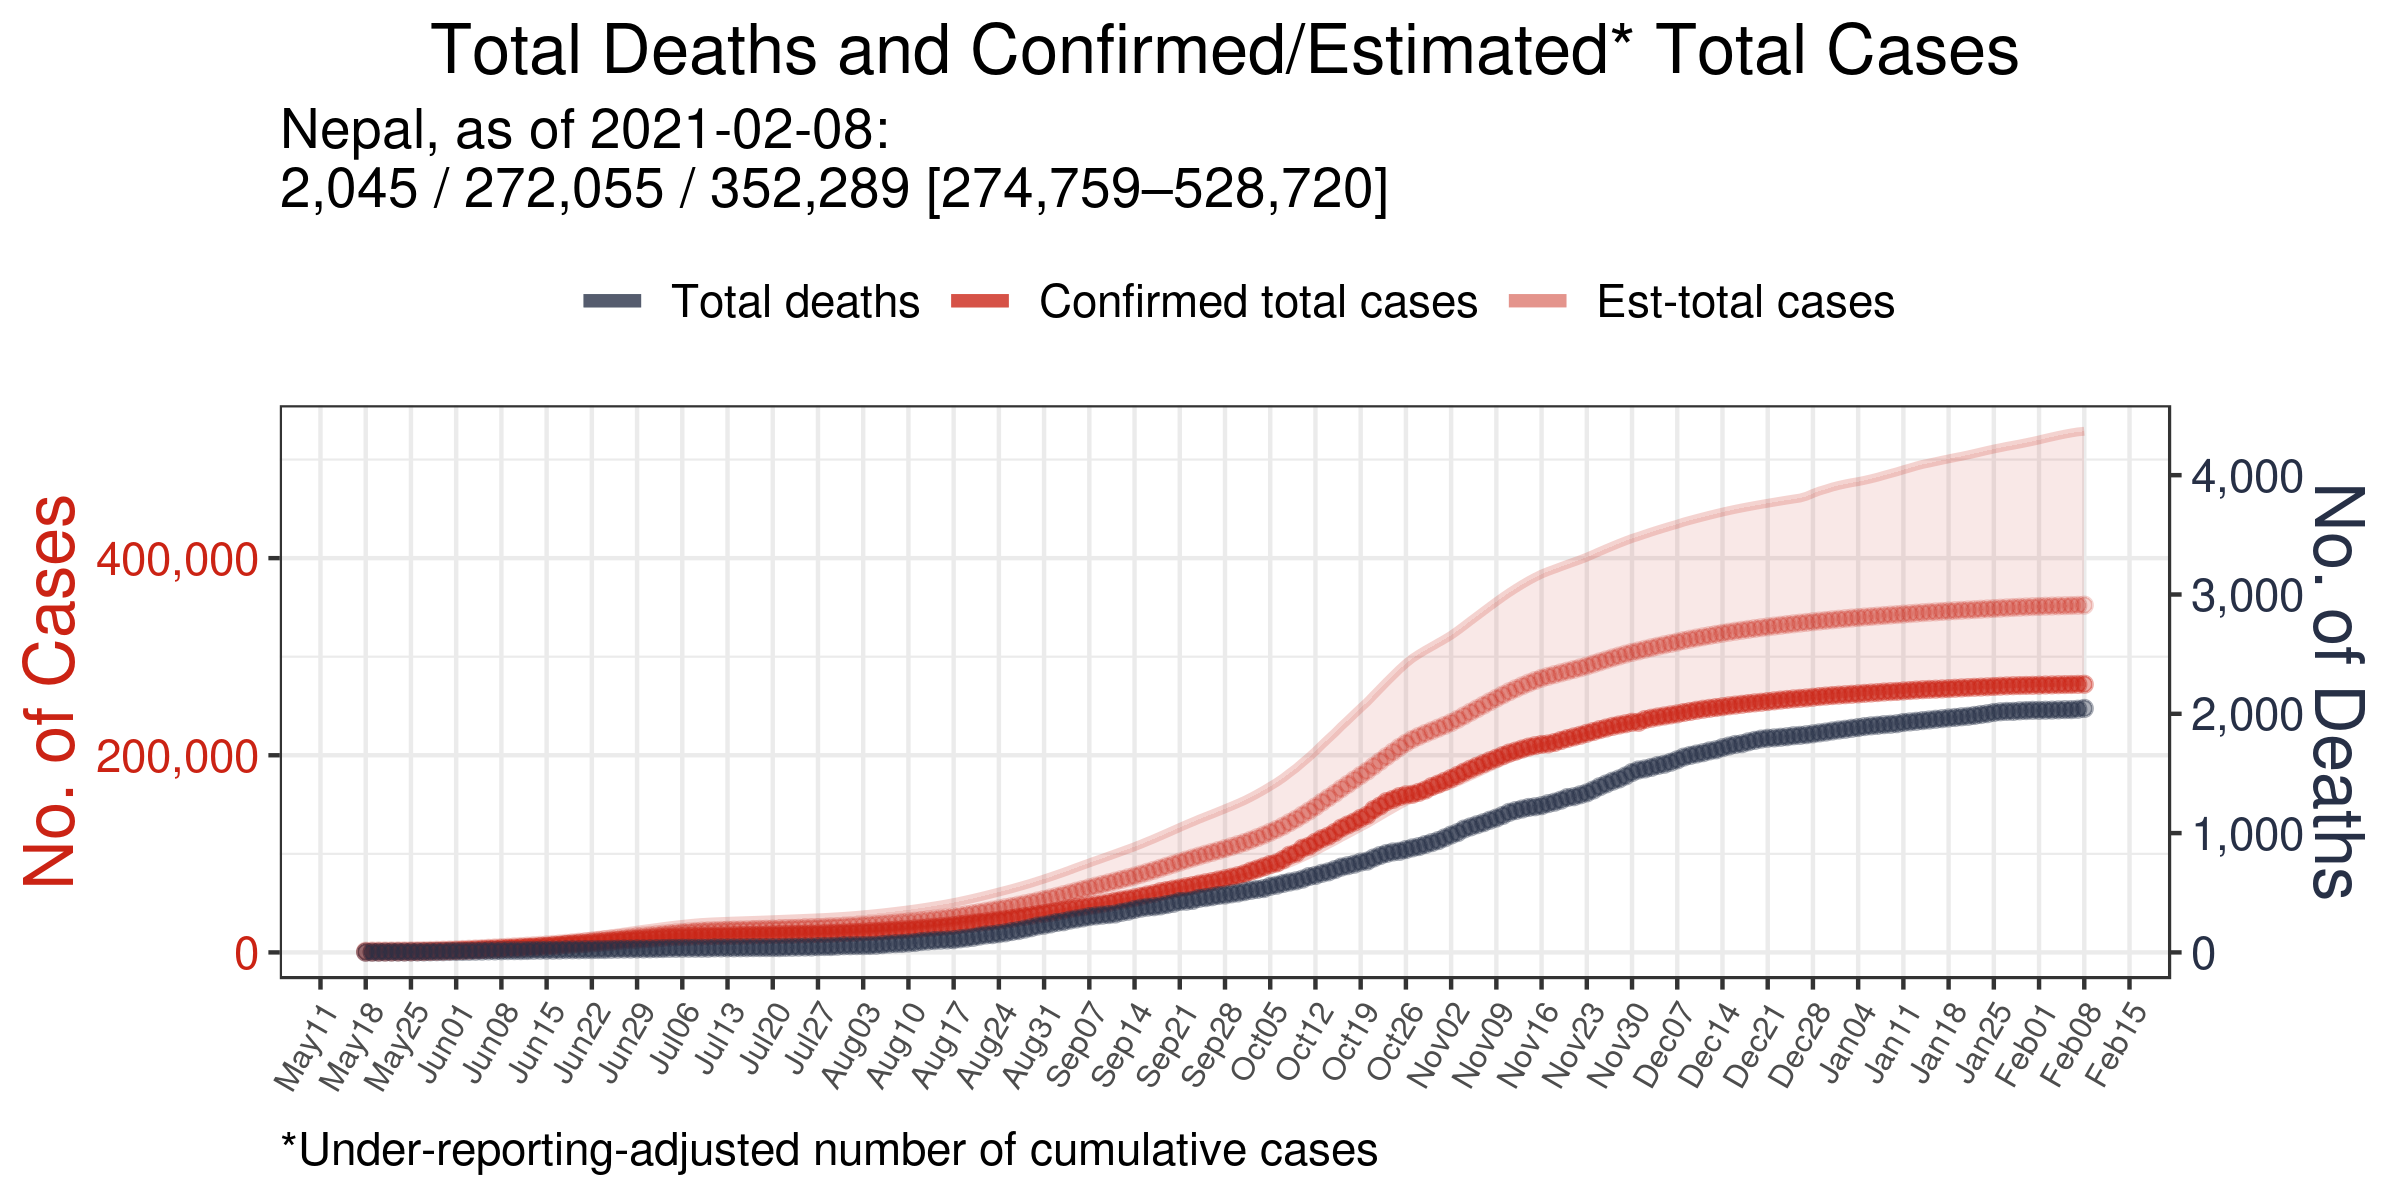 Total Deaths and Confirmed/Estimated* Total Cases
Nepal, as of 2021-02-08:
2,045 / 272,055 / 352,289 [274,759–528,720]
Total deaths
Confirmed total cases
Est-total cases
No. of Cases
400,000
200,000
0
4,000
3,000
2,000
1,000
0
No. of Deaths
May11
May18
May25
Jun01
Jun08
Jun15
Jun22
Jun29
Jul06
Jul13
Jul20
Jul27
Aug03
Aug10
Aug17
Aug24
Aug31
Sep07
Sep14
Sep21
Sep28
Oct05
Oct12
Oct19
Oct26
Nov02
Nov09
Nov16
Nov23
Nov30
Dec07
Dec14
Dec21
Dec28
Jan04
Jan11
Jan18
Jan25
Feb01
Feb08
Feb15
*Under-reporting-adjusted number of cumulative cases